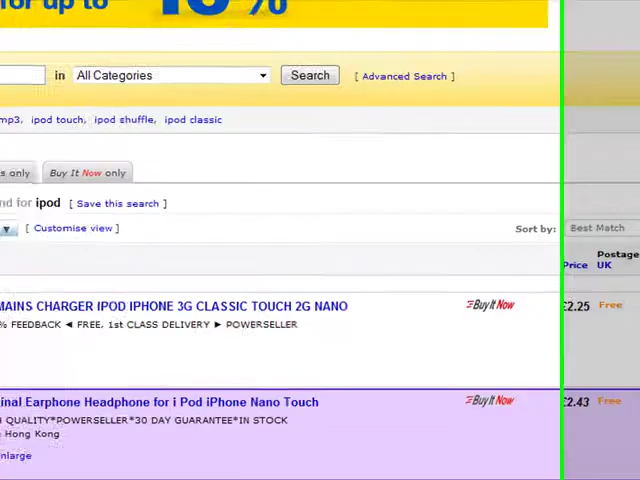 for up to 10%
in All Categories Search [ Advanced Search ]
mp3, ipod touch, ipod shuffle, ipod classic
s only Buy It Now only
nd for ipod [ Save this search ]
[ Customise view ] Sort by: Best Match
Price Postage
UK
MAINS CHARGER IPOD IPHONE 3G CLASSIC TOUCH 2G NANO Buy It Now £2.25 Free
% FEEDBACK ◄ FREE, 1st CLASS DELIVERY ► POWERSELLER
inal Earphone Headphone for i Pod iPhone Nano Touch Buy It Now £2.43 Free
QUALITY*POWERSELLER*30 DAY GUARANTEE*IN STOCK
Hong Kong
nlarge